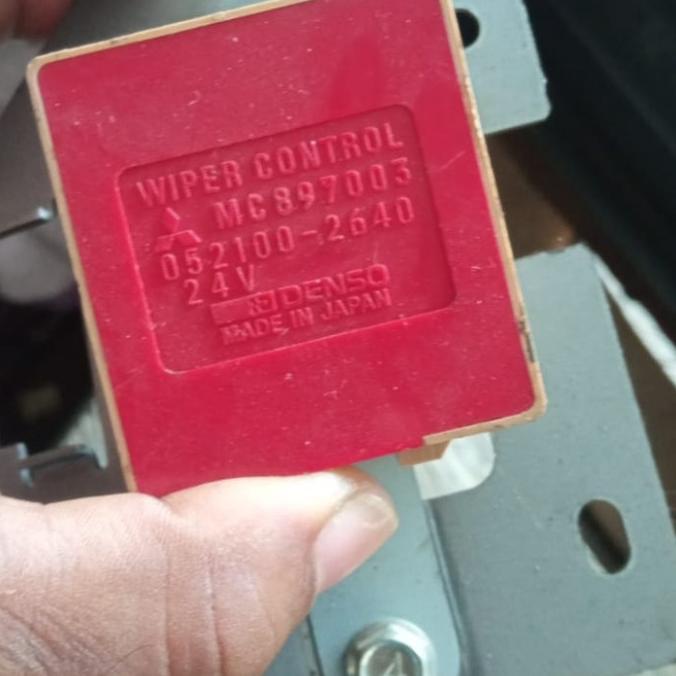 WIPER CONTROL
MC897003
052100-2640
24V
DENSO
MADE IN JAPAN